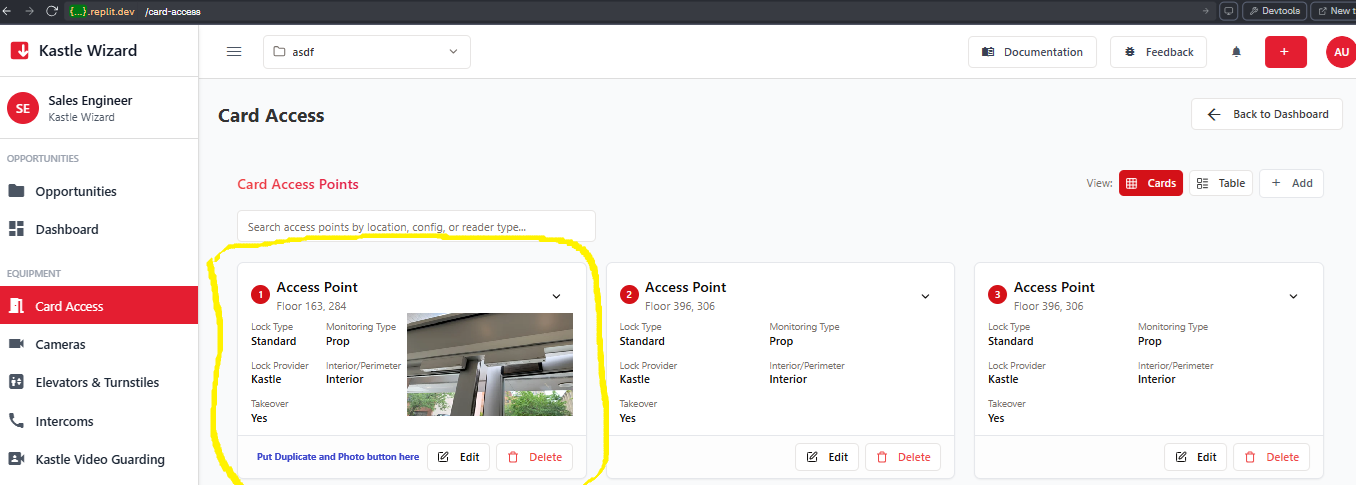 {...}.replit.dev /card-access
Devtools
New t
Kastle Wizard
asdf
Documentation
Feedback
+
AU
SE
Sales Engineer
Kastle Wizard
Card Access
Back to Dashboard
OPPORTUNITIES
Opportunities
Dashboard
EQUIPMENT
Card Access
Cameras
Elevators & Turnstiles
Intercoms
Kastle Video Guarding
Card Access Points
View:
Cards
Table
+ Add
Search access points by location, config, or reader type...
1
Access Point
Floor 163, 284
Lock Type
Monitoring Type
Standard
Prop
Lock Provider
Interior/Perimeter
Kastle
Interior
Takeover
Yes
Put Duplicate and Photo button here
Edit
Delete
2
Access Point
Floor 396, 306
Lock Type
Monitoring Type
Standard
Prop
Lock Provider
Interior/Perimeter
Kastle
Interior
Takeover
Yes
Edit
Delete
3
Access Point
Floor 396, 306
Lock Type
Monitoring Type
Standard
Prop
Lock Provider
Interior/Perimeter
Kastle
Interior
Takeover
Yes
Edit
Delete